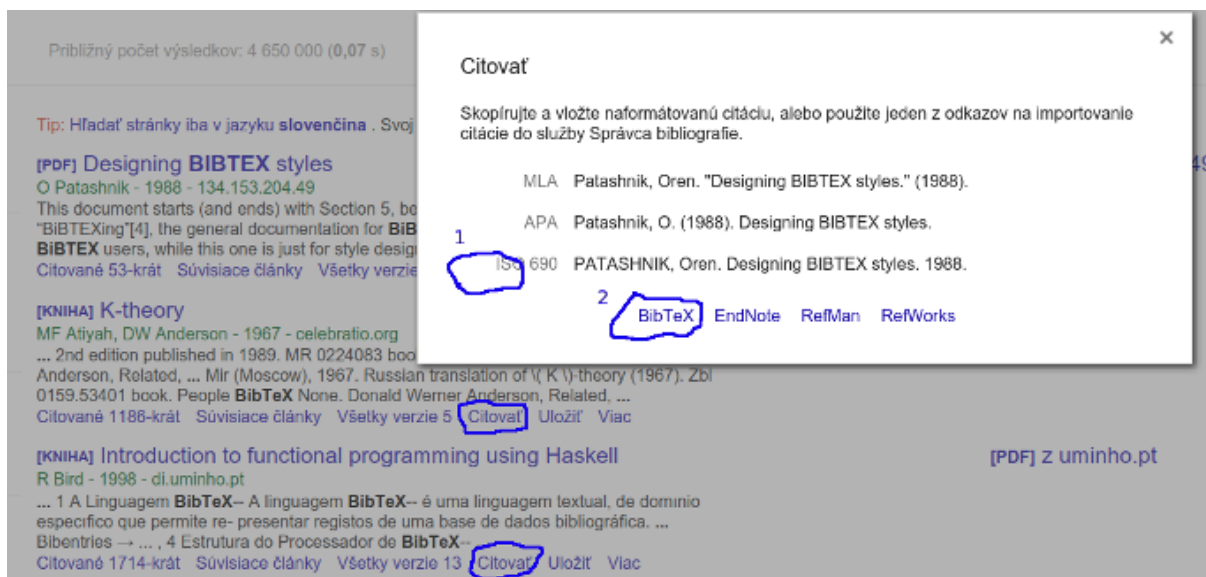 Približný počet výsledkov: 4 650 000 (0,07 s)
Tip: Hľadať stránky iba v jazyku slovenčina . Svoj
[PDF] Designing BIBTEX styles
O Patashnik - 1988 - 134.153.204.49
This document starts (and ends) with Section 5, be
"BiBTEXing"[4], the general documentation for BiB
BiBTEX users, while this one is just for style desig
Citované 53-krát Súvisiace články Všetky verzie
[KNIHA] K-theory
MF Atiyah, DW Anderson - 1967 - celebratio.org
... 2nd edition published in 1989. MR 0224083 boo
Anderson, Related, ... Mir (Moscow), 1967. Russian translation of \( K \)-theory (1967). Zbl
0159.53401 book. People BibTeX None. Donald Werner Anderson, Related, ...
Citované 1186-krát Súvisiace články Všetky verzie 5 Citovať Uložiť Viac
[KNIHA] Introduction to functional programming using Haskell
[PDF] z uminho.pt
R Bird - 1998 - di.uminho.pt
... 1 A Linguagem BibTeX-- A linguagem BibTeX-- é uma linguagem textual, de domınio
especıfico que permite re- presentar registos de uma base de dados bibliográfica. ...
Bibentries → ... , 4 Estrutura do Processador de BibTeX--
Citované 1714-krát Súvisiace články Všetky verzie 13 Citovať Uložiť Viac
×
Citovať
Skopírujte a vložte naformátovanú citáciu, alebo použite jeden z odkazov na importovanie
citácie do služby Správca bibliografie.
MLA Patashnik, Oren. "Designing BIBTEX styles." (1988).
APA Patashnik, O. (1988). Designing BIBTEX styles.
1
ISO 690 PATASHNIK, Oren. Designing BIBTEX styles. 1988.
2
BibTeX EndNote RefMan RefWorks